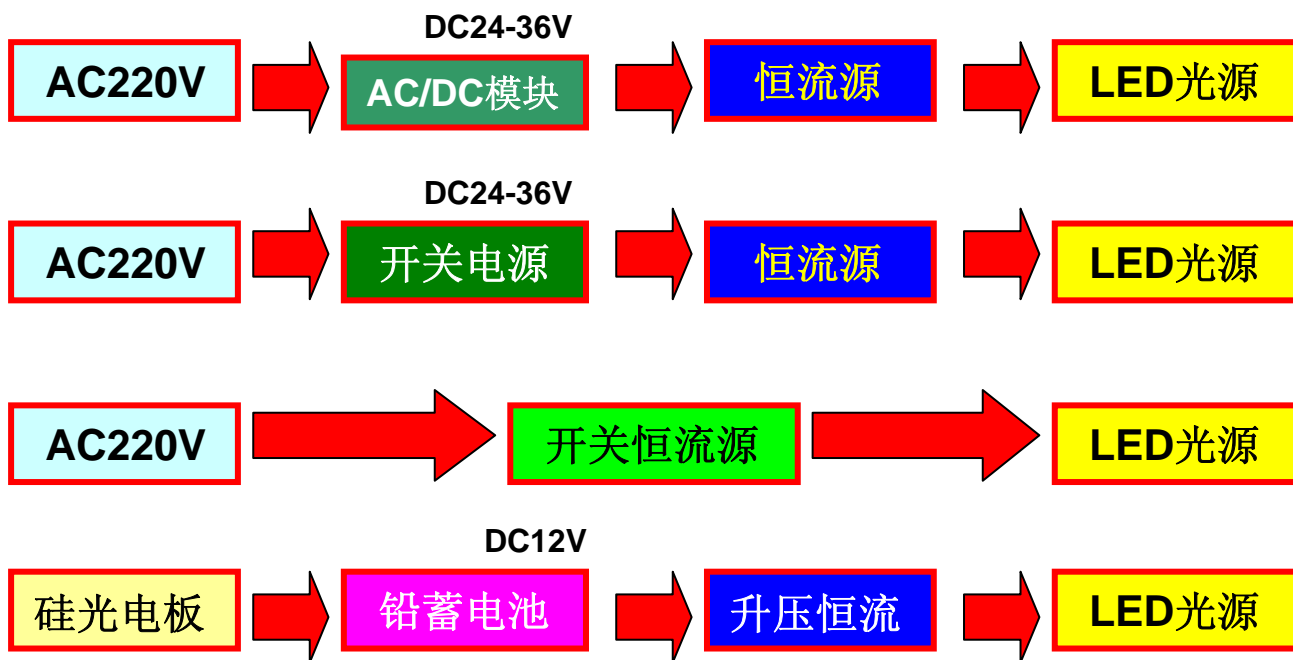 DC24-36V
AC220V AC/DC模块 恒流源 LED光源
DC24-36V
AC220V 开关电源 恒流源 LED光源
AC220V 开关恒流源 LED光源
DC12V
硅光电板 铅蓄电池 升压恒流 LED光源